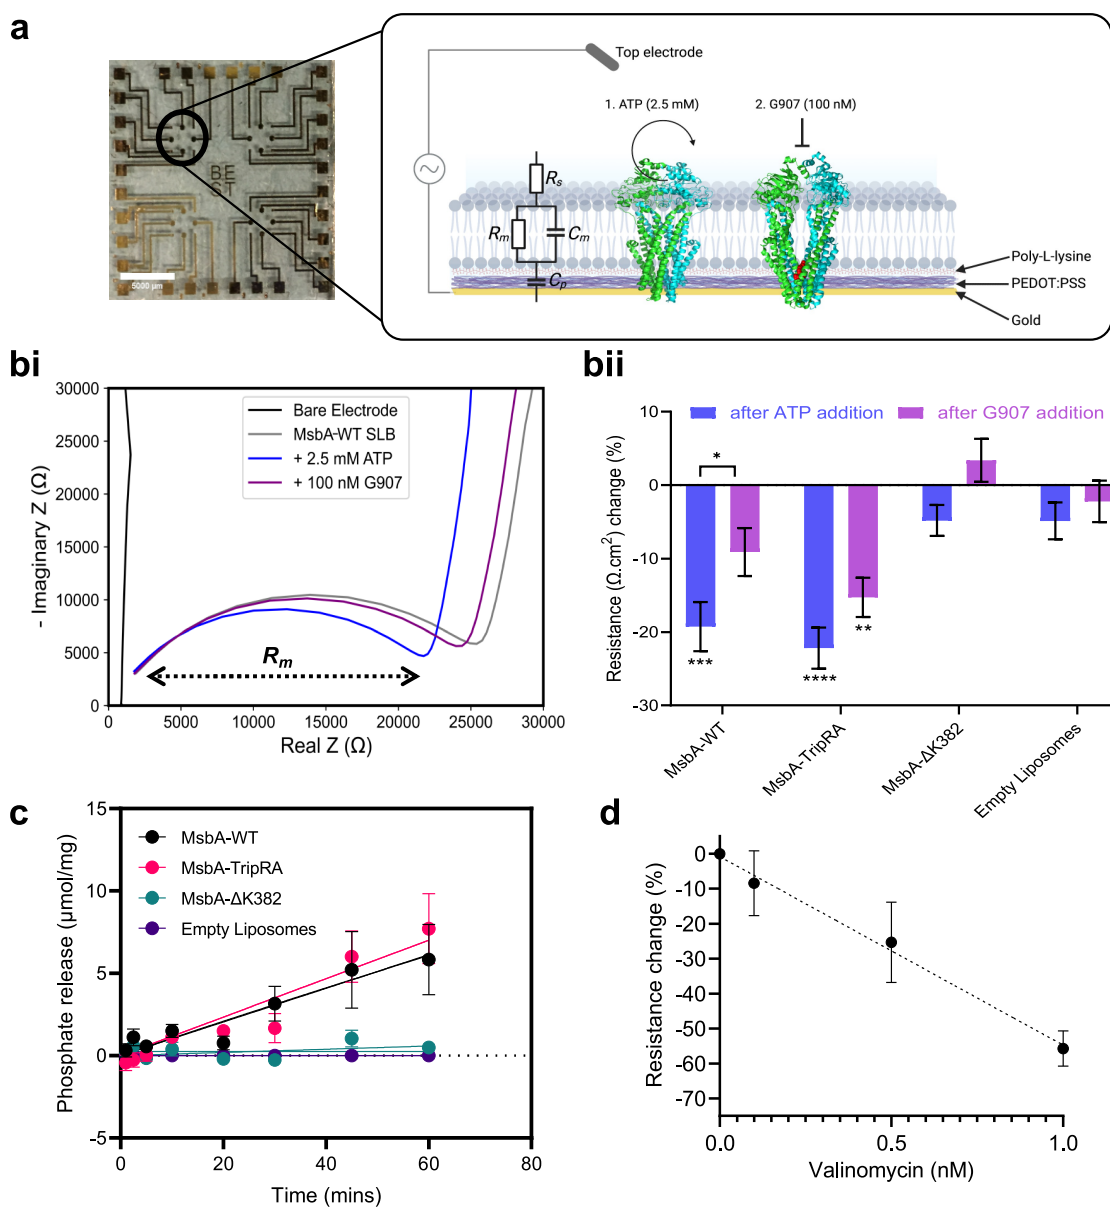 a
BE
ST
5000 µm
Top electrode
1. ATP (2.5 mM)
2. G907 (100 nM)
Rs
Rm
Cm
Cp
Poly-L-lysine
PEDOT:PSS
Gold
bi
- Imaginary Z (Ω)
30000
25000
20000
15000
10000
5000
0
Bare Electrode
MsbA-WT SLB
+ 2.5 mM ATP
+ 100 nM G907
Rm
0
5000
10000
15000
20000
25000
30000
Real Z (Ω)
bii
Resistance (Ω.cm²) change (%)
10
0
-10
-20
-30
after ATP addition
after G907 addition
*
***
****
**
MsbA-WT
MsbA-TripRA
MsbA-ΔK382
Empty Liposomes
c
Phosphate release (µmol/mg)
15
10
5
0
-5
MsbA-WT
MsbA-TripRA
MsbA-ΔK382
Empty Liposomes
0
20
40
60
80
Time (mins)
d
Resistance change (%)
0
-10
-20
-30
-40
-50
-60
-70
0.0
0.5
1.0
Valinomycin (nM)